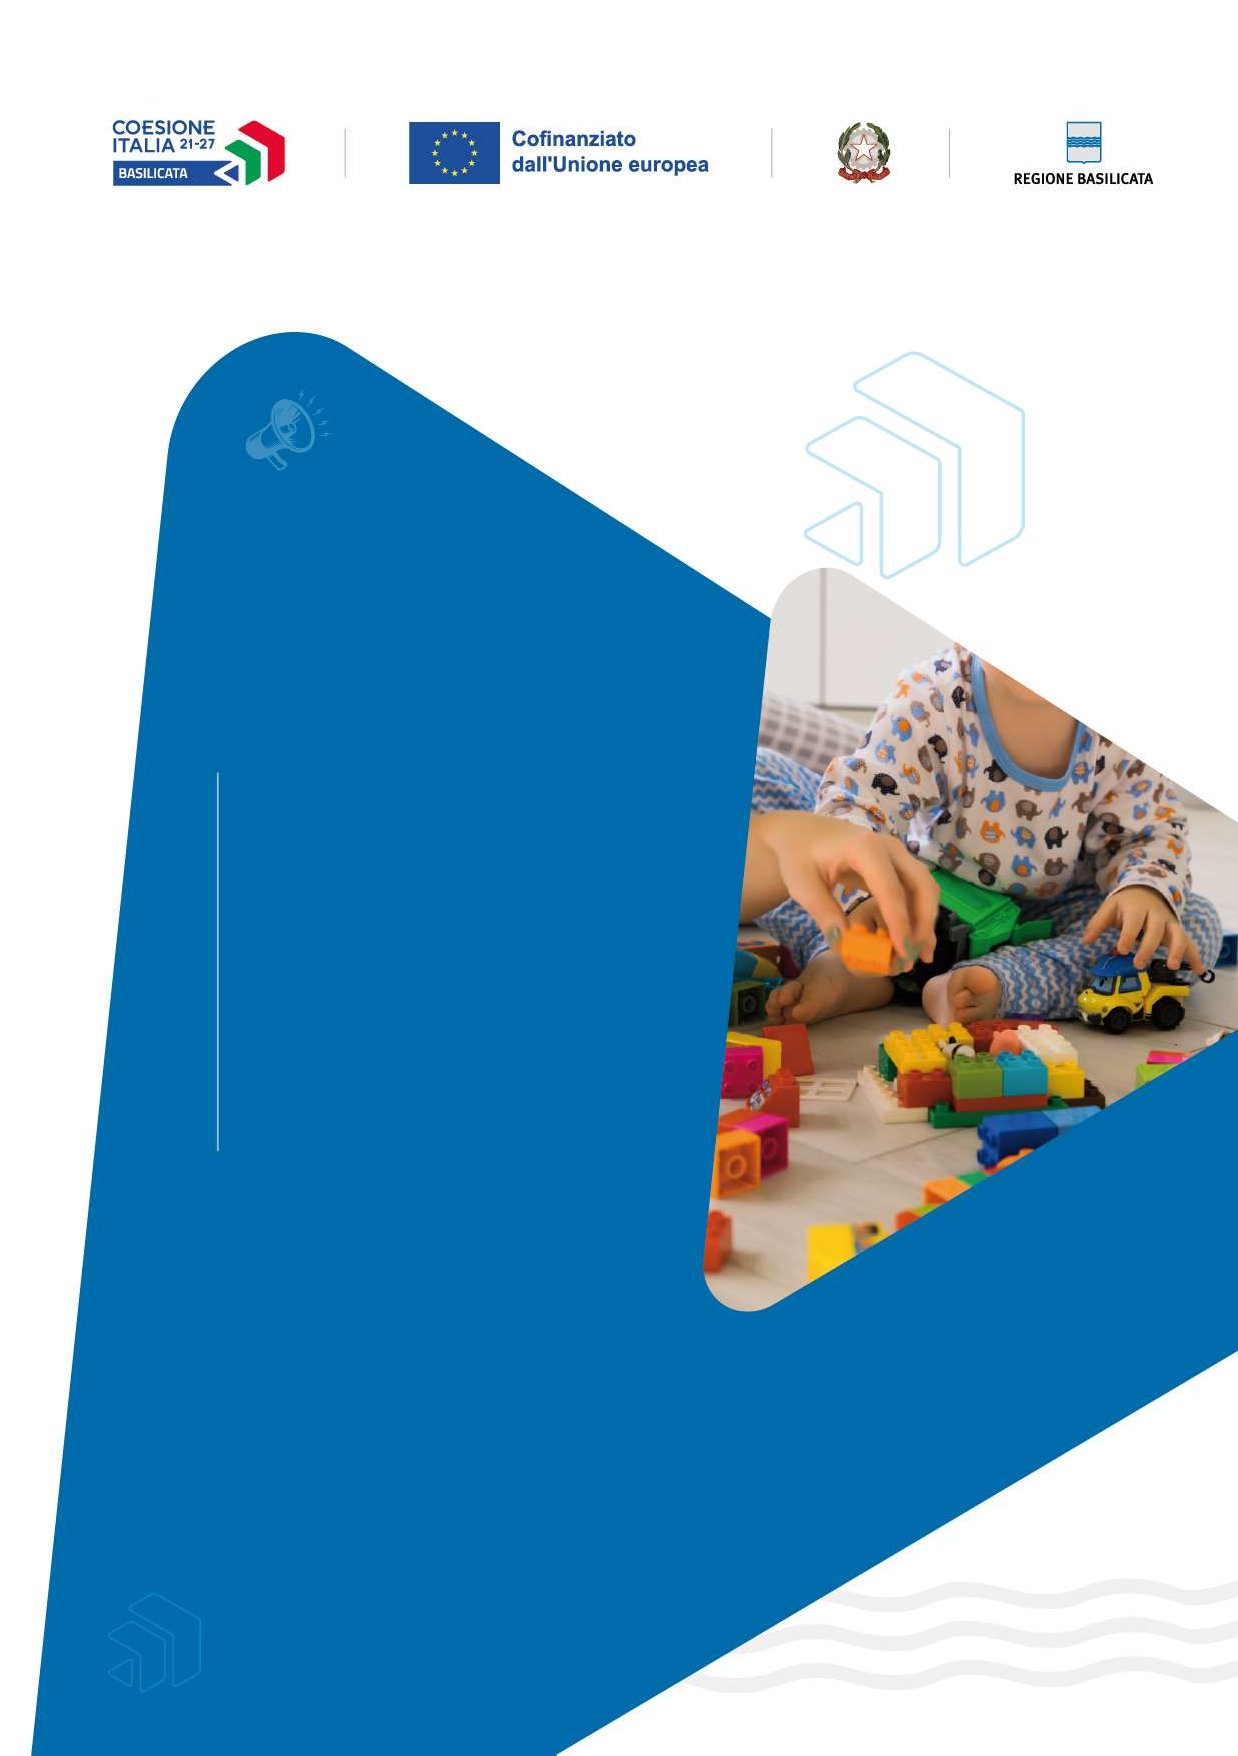 COESIONE
ITALIA 21-27
BASILICATA
Cofinanziato
dall'Unione europea
REGIONE BASILICATA